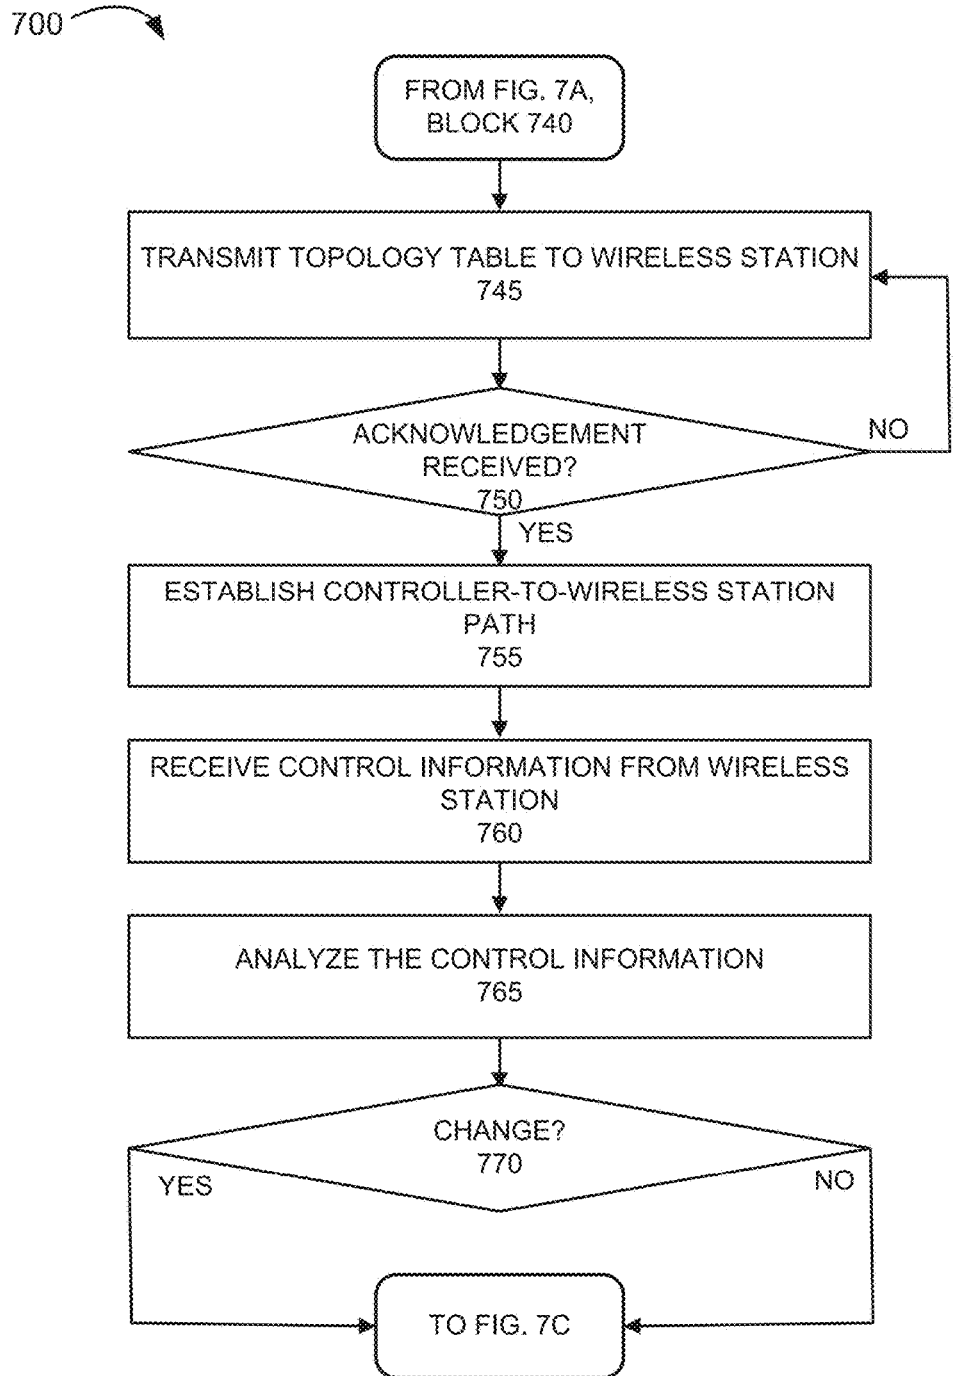 700
FROM FIG. 7A,
BLOCK 740
TRANSMIT TOPOLOGY TABLE TO WIRELESS STATION
745
ACKNOWLEDGEMENT
RECEIVED?
750
NO
YES
ESTABLISH CONTROLLER-TO-WIRELESS STATION
PATH
755
RECEIVE CONTROL INFORMATION FROM WIRELESS
STATION
760
ANALYZE THE CONTROL INFORMATION
765
CHANGE?
770
YES
NO
TO FIG. 7C